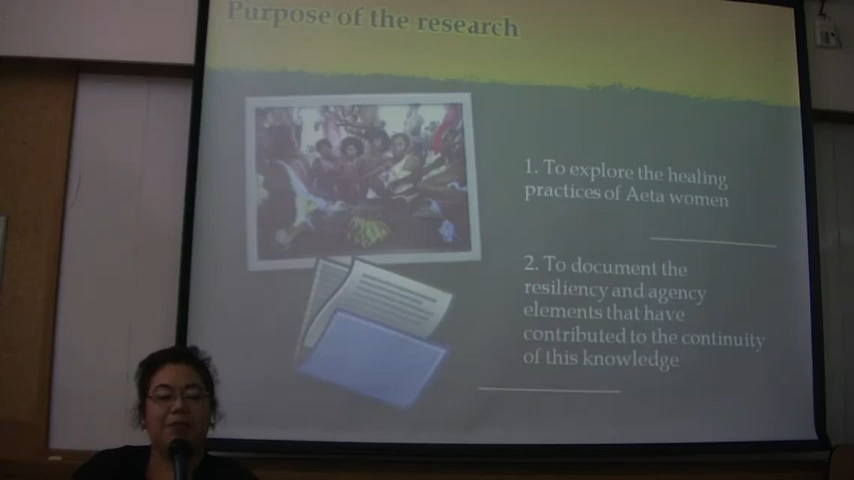 Purpose of the research
1. To explore the healing
practices of Aeta women
2. To document the
resiliency and agency
elements that have
contributed to the continuity
of this knowledge